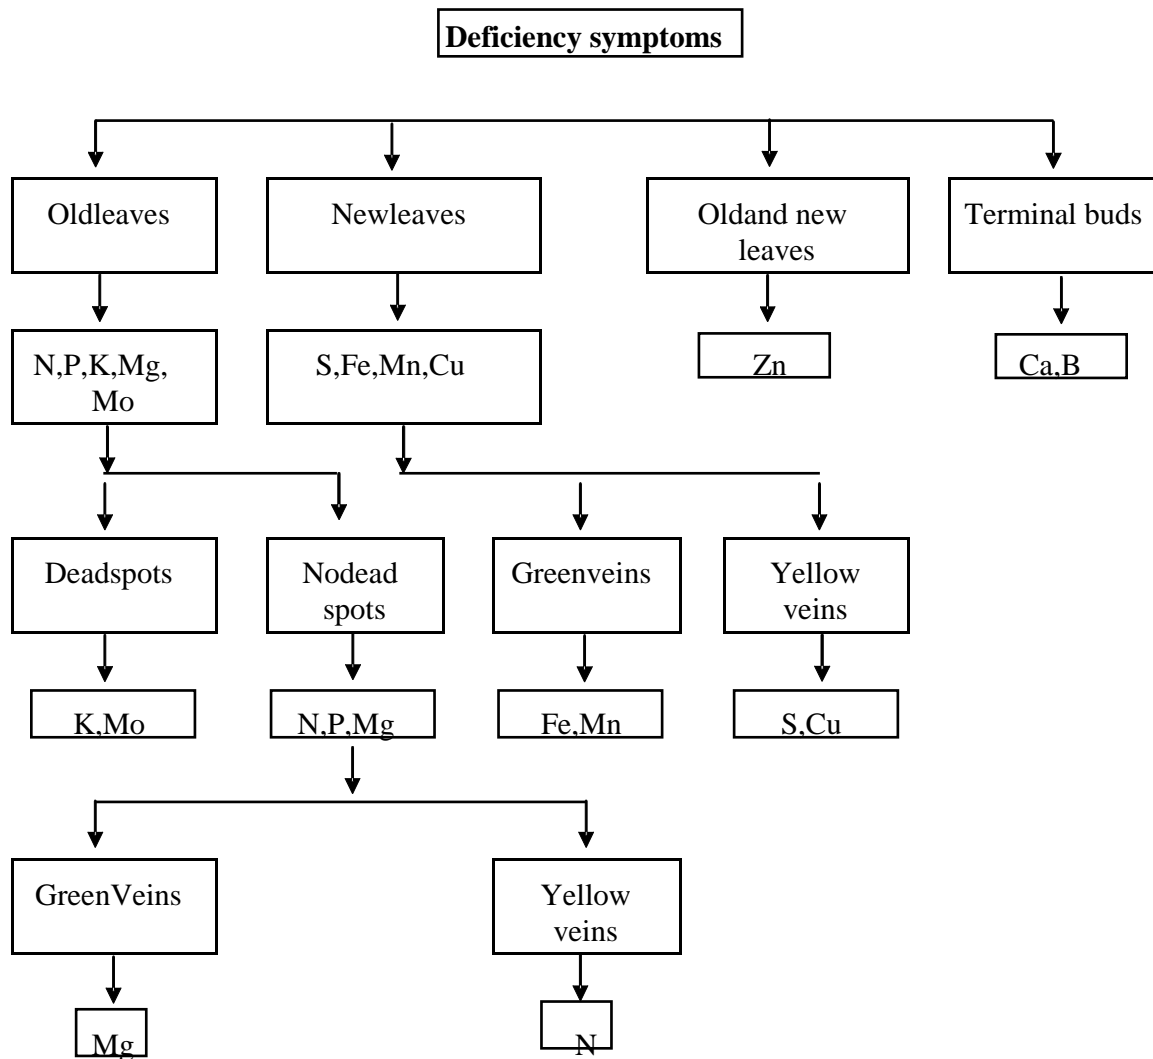 Deficiency symptoms
Oldleaves
Newleaves
Oldand new
leaves
Terminal buds
N,P,K,Mg,
Mo
S,Fe,Mn,Cu
Zn
Ca,B
Deadspots
Nodead
spots
Greenveins
Yellow
veins
K,Mo
N,P,Mg
Fe,Mn
S,Cu
GreenVeins
Yellow
veins
Mg
N